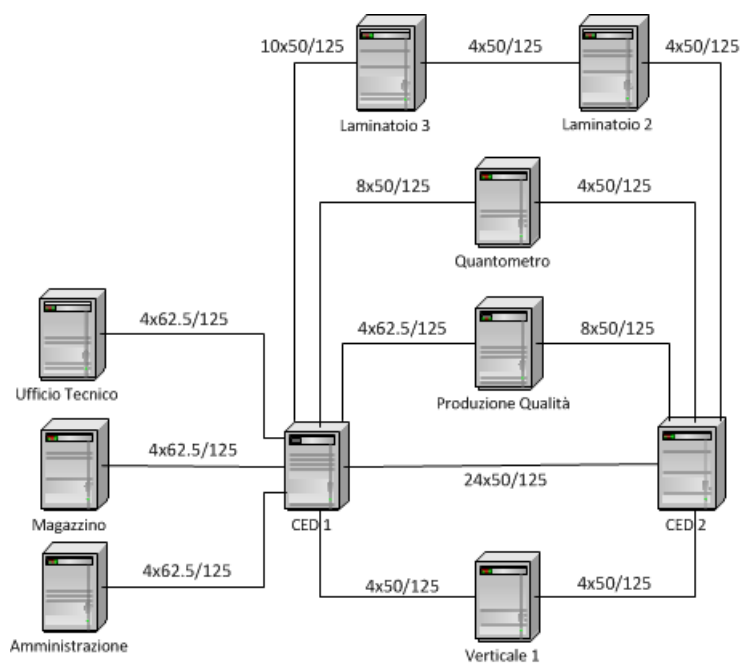 10x50/125
4x50/125
4x50/125
Laminatoio 3
Laminatoio 2
8x50/125
4x50/125
Quantometro
4x62.5/125
4x62.5/125
8x50/125
Ufficio Tecnico
Produzione Qualità
4x62.5/125
24x50/125
Magazzino
CED 1
CED 2
4x62.5/125
4x50/125
4x50/125
Amministrazione
Verticale 1